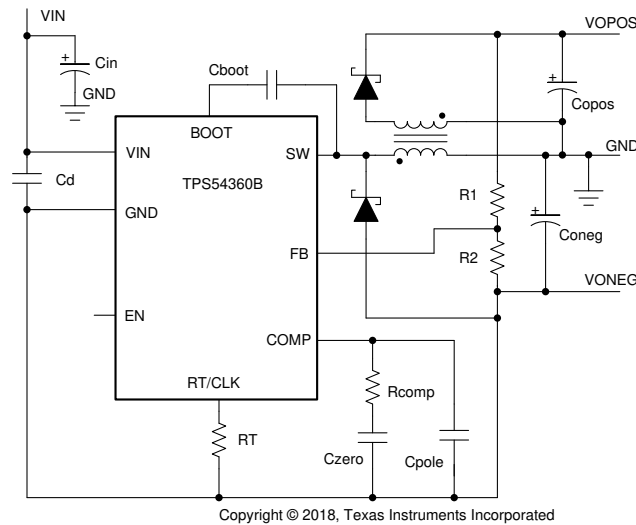 VIN
VOPOS
Cin
GND
Cboot
Copos
BOOT
VIN
SW
GND
Cd
TPS54360B
GND
R1
Coneg
FB
R2
VONEG
EN
COMP
RT/CLK
Rcomp
RT
Czero
Cpole
Copyright © 2018, Texas Instruments Incorporated